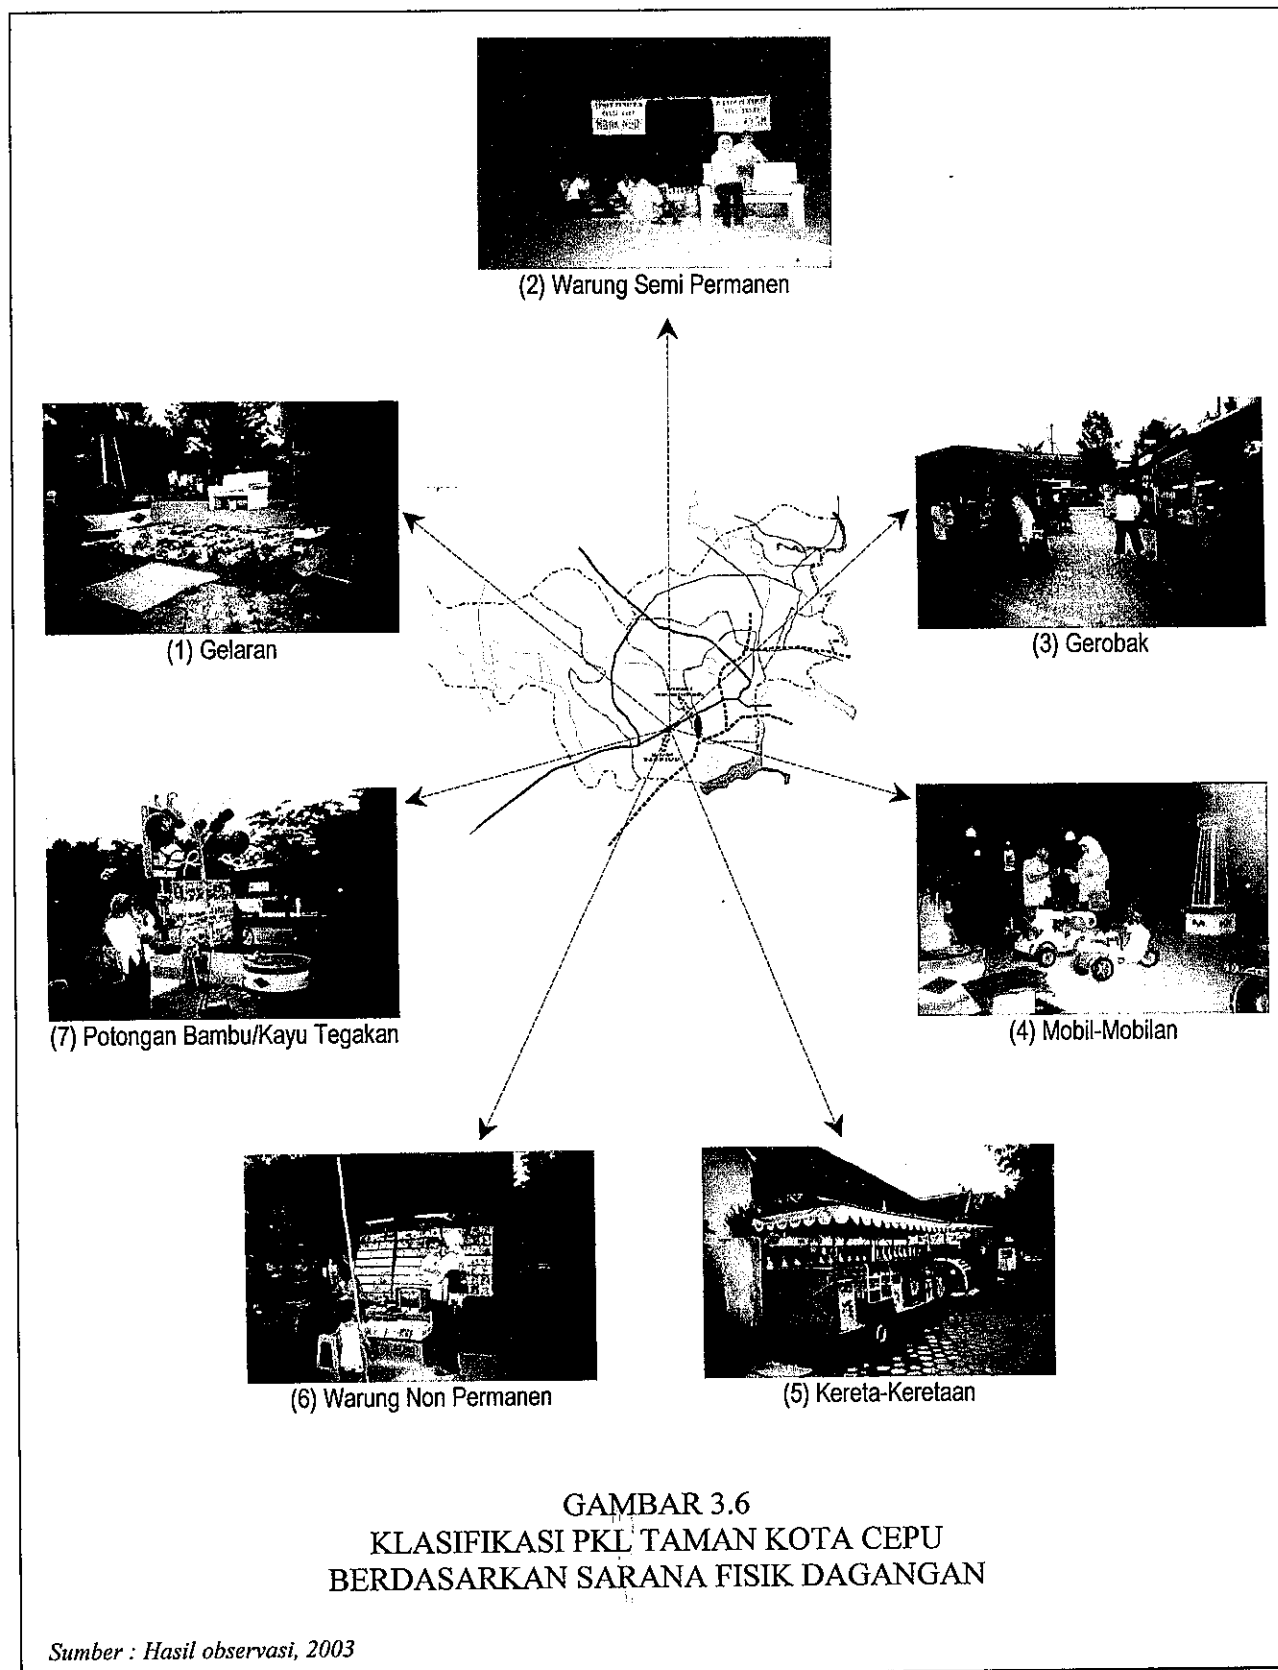 (2) Warung Semi Permanen
(1) Gelaran
(3) Gerobak
(7) Potongan Bambu/Kayu Tegakan
(4) Mobil-Mobilan
(6) Warung Non Permanen
(5) Kereta-Keretaan
GAMBAR 3.6
KLASIFIKASI PKL TAMAN KOTA CEPU
BERDASARKAN SARANA FISIK DAGANGAN
Sumber : Hasil observasi, 2003